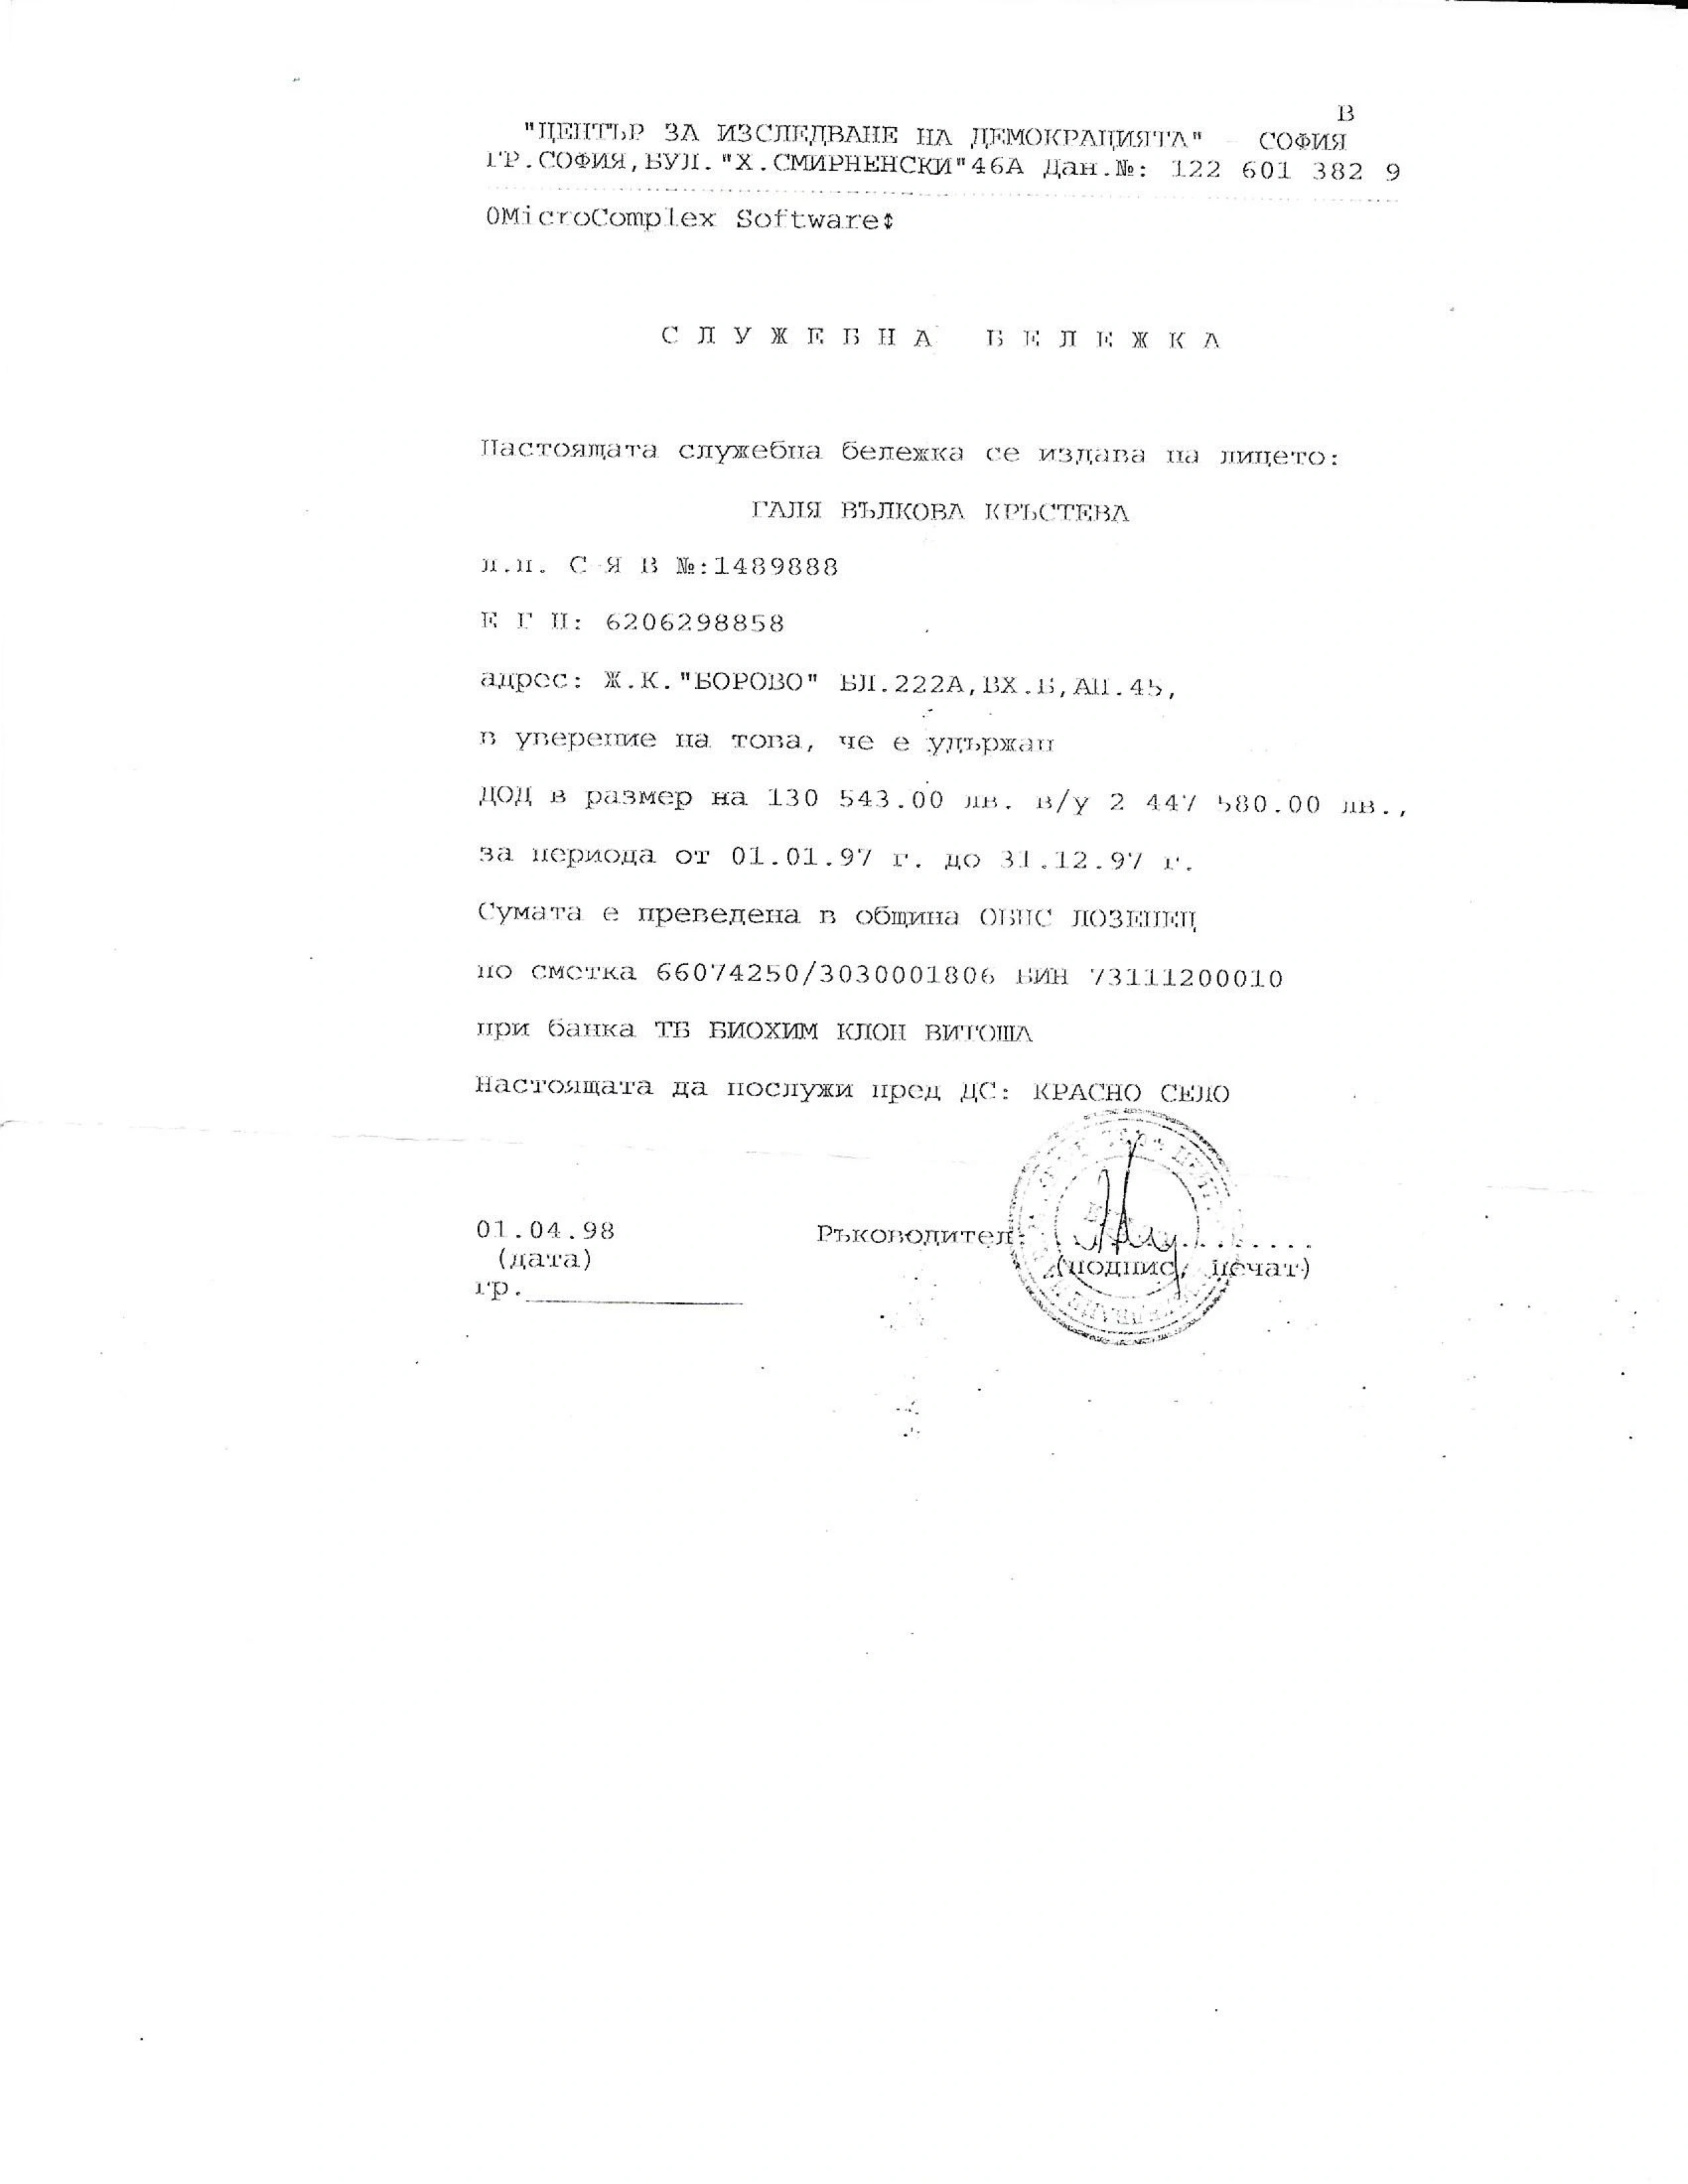 В
"ЦЕНТЪР ЗА ИЗСЛЕДВАНЕ НА ДЕМОКРАЦИЯТА" - СОФИЯ
ГР.СОФИЯ,БУЛ."Х.СМИРНЕНСКИ"46А Дан.№: 122 601 382 9
0MicroComplex Software↕
С Л У Ж Е Б Н А Б Е Л Е Ж К А
Настоящата служебна бележка се издава на лицето:
ГАЛЯ ВЪЛКОВА КРЪСТЕВА
л.п. С Я В №:1489888
Е Г Н: 6206298858
адрес: Ж.К."БОРОВО" БЛ.222А,ВХ.Б,АП.45,
в уверение на това, че е удържан
ДОД в размер на 130 543.00 лв. в/у 2 447 580.00 лв.,
за периода от 01.01.97 г. до 31.12.97 г.
Сумата е преведена в община ОБНС ЛОЗЕНЕЦ
по сметка 66074250/3030001806 БИН 73111200010
при банка ТБ БИОХИМ КЛОН ВИТОША
Настоящата да послужи пред ДС: КРАСНО СЕЛО
01.04.98 Ръководител:
(дата) (подпис, печат)
гр.